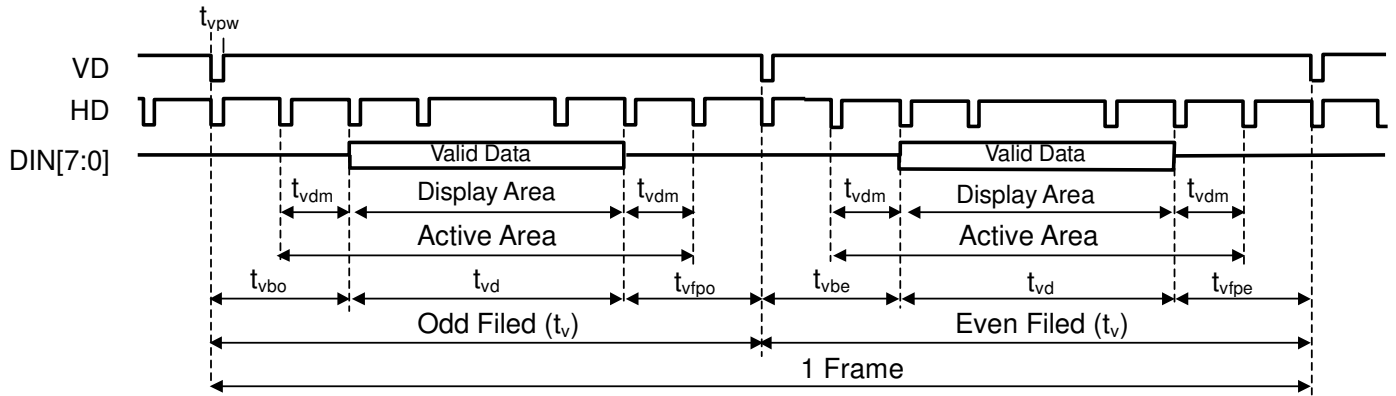 tvpw
VD
HD
DIN[7:0]
Valid Data
Valid Data
tvdm
Display Area
tvdm
tvdm
Display Area
tvdm
Active Area
Active Area
tvbo
tvd
tvfpo
tvbe
tvd
tvfpe
Odd Filed (tv)
Even Filed (tv)
1 Frame